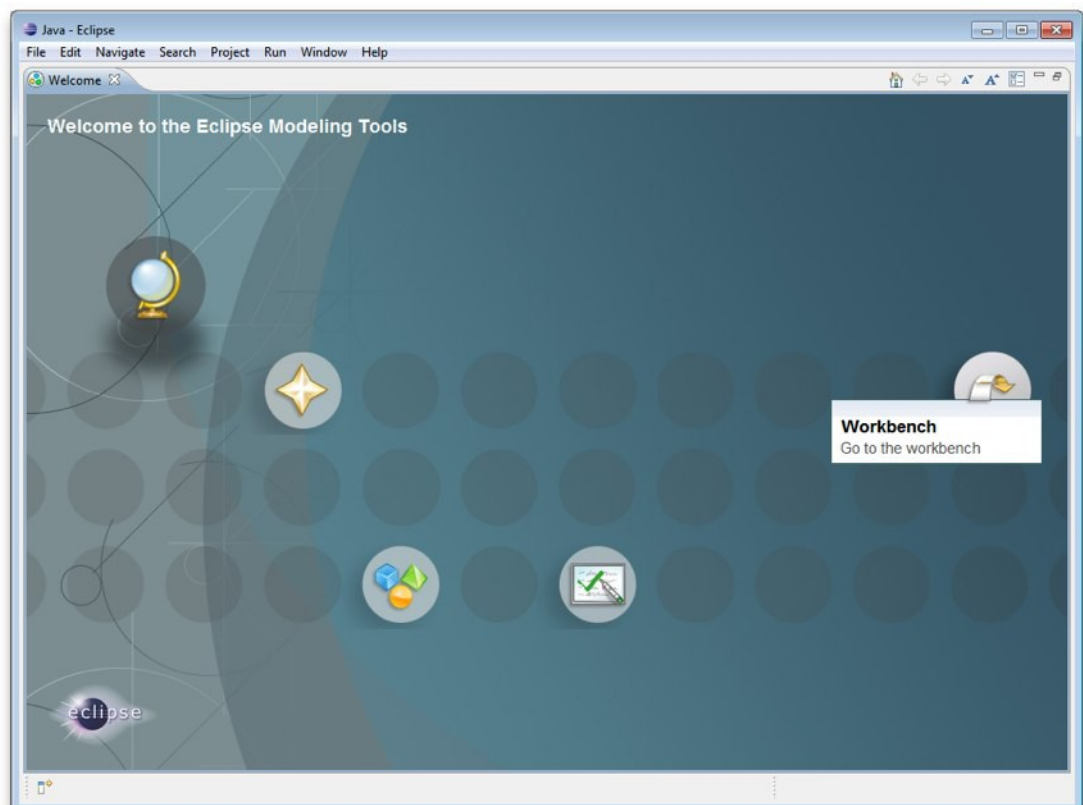 Java - Eclipse
File Edit Navigate Search Project Run Window Help
Welcome
Welcome to the Eclipse Modeling Tools
Workbench
Go to the workbench
eclipse